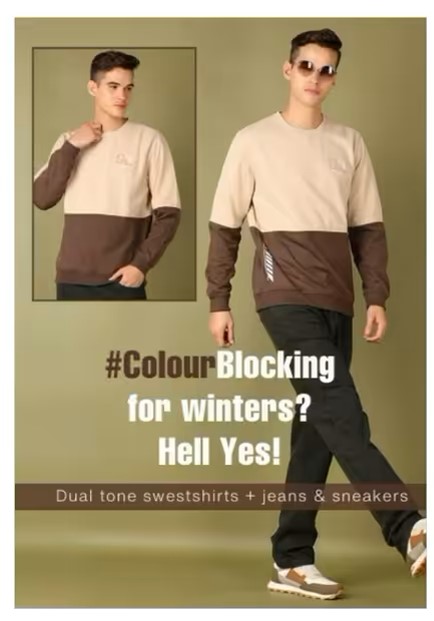 #ColourBlocking
for winters?
Hell Yes!
Dual tone swestshirts + jeans & sneakers